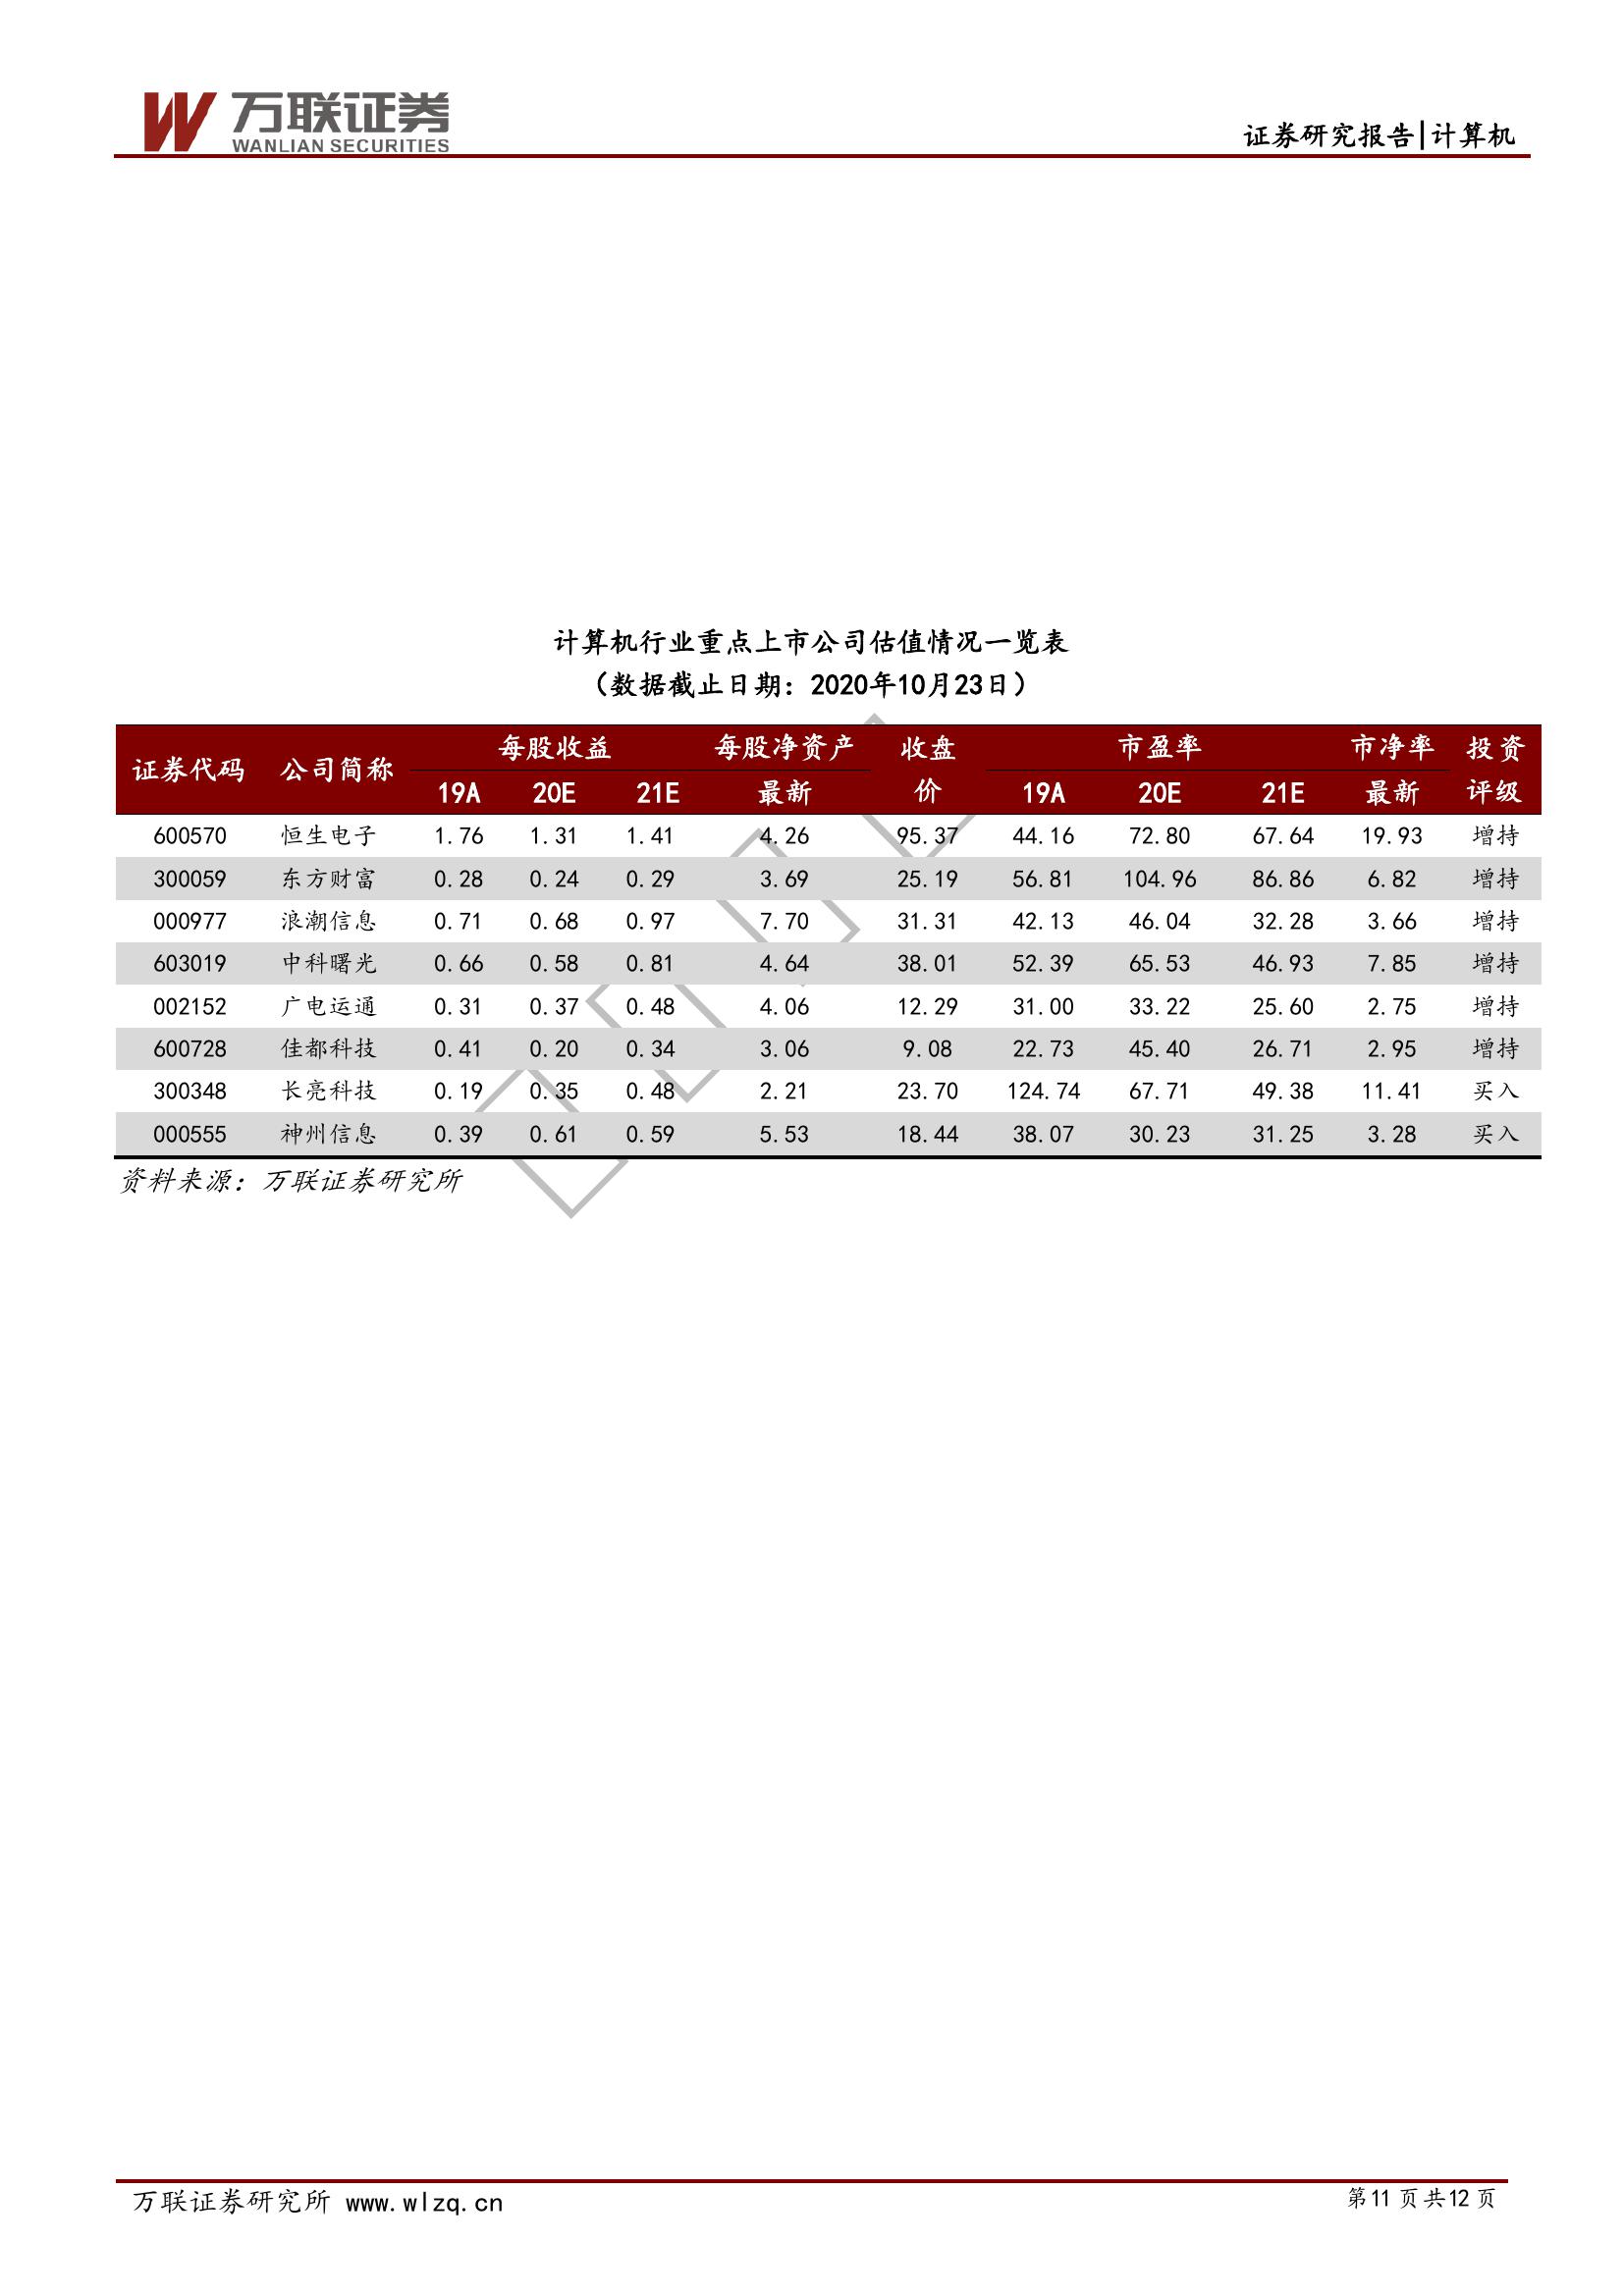 万联证券
WANLIAN SECURITIES
证券研究报告|计算机
计算机行业重点上市公司估值情况一览表
（数据截止日期：2020年10月23日）
证券代码 公司简称 每股收益 每股净资产 收盘价 市盈率 市净率 投资评级
19A 20E 21E 最新 19A 20E 21E 最新
600570 恒生电子 1.76 1.31 1.41 4.26 95.37 44.16 72.80 67.64 19.93 增持
300059 东方财富 0.28 0.24 0.29 3.69 25.19 56.81 104.96 86.86 6.82 增持
000977 浪潮信息 0.71 0.68 0.97 7.70 31.31 42.13 46.04 32.28 3.66 增持
603019 中科曙光 0.66 0.58 0.81 4.64 38.01 52.39 65.53 46.93 7.85 增持
002152 广电运通 0.31 0.37 0.48 4.06 12.29 31.00 33.22 25.60 2.75 增持
600728 佳都科技 0.41 0.20 0.34 3.06 9.08 22.73 45.40 26.71 2.95 增持
300348 长亮科技 0.19 0.35 0.48 2.21 23.70 124.74 67.71 49.38 11.41 买入
000555 神州信息 0.39 0.61 0.59 5.53 18.44 38.07 30.23 31.25 3.28 买入
资料来源：万联证券研究所
万联证券研究所 www.wlzq.cn
第11 页 共12 页